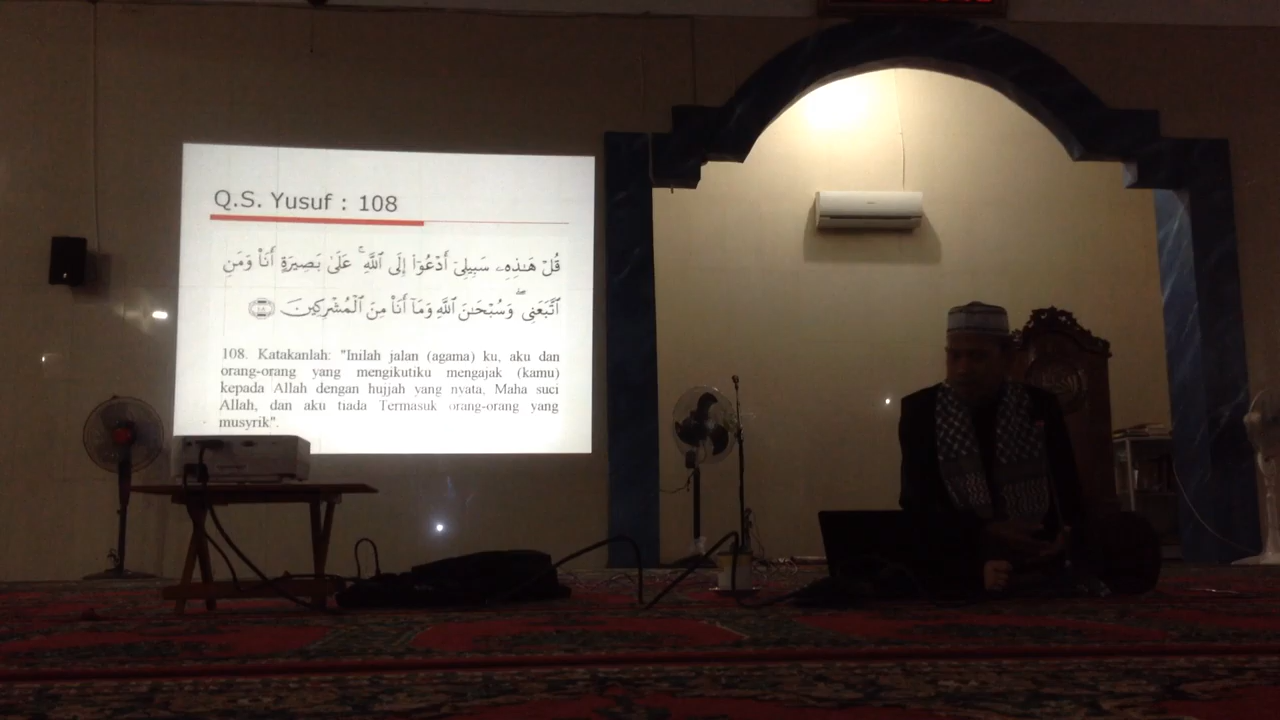 Q.S. Yusuf : 108
قُلْ هَـٰذِهِۦ سَبِيلِىٓ أَدْعُوٓا۟ إِلَى ٱللَّهِ ۚ عَلَىٰ بَصِيرَةٍ أَنَا۠ وَمَنِ
ٱتَّبَعَنِى ۖ وَسُبْحَـٰنَ ٱللَّهِ وَمَآ أَنَا۠ مِنَ ٱلْمُشْرِكِينَ ۝١٠٨
108. Katakanlah: "Inilah jalan (agama) ku, aku dan
orang-orang yang mengikutiku mengajak (kamu)
kepada Allah dengan hujjah yang nyata, Maha suci
Allah, dan aku tiada Termasuk orang-orang yang
musyrik".